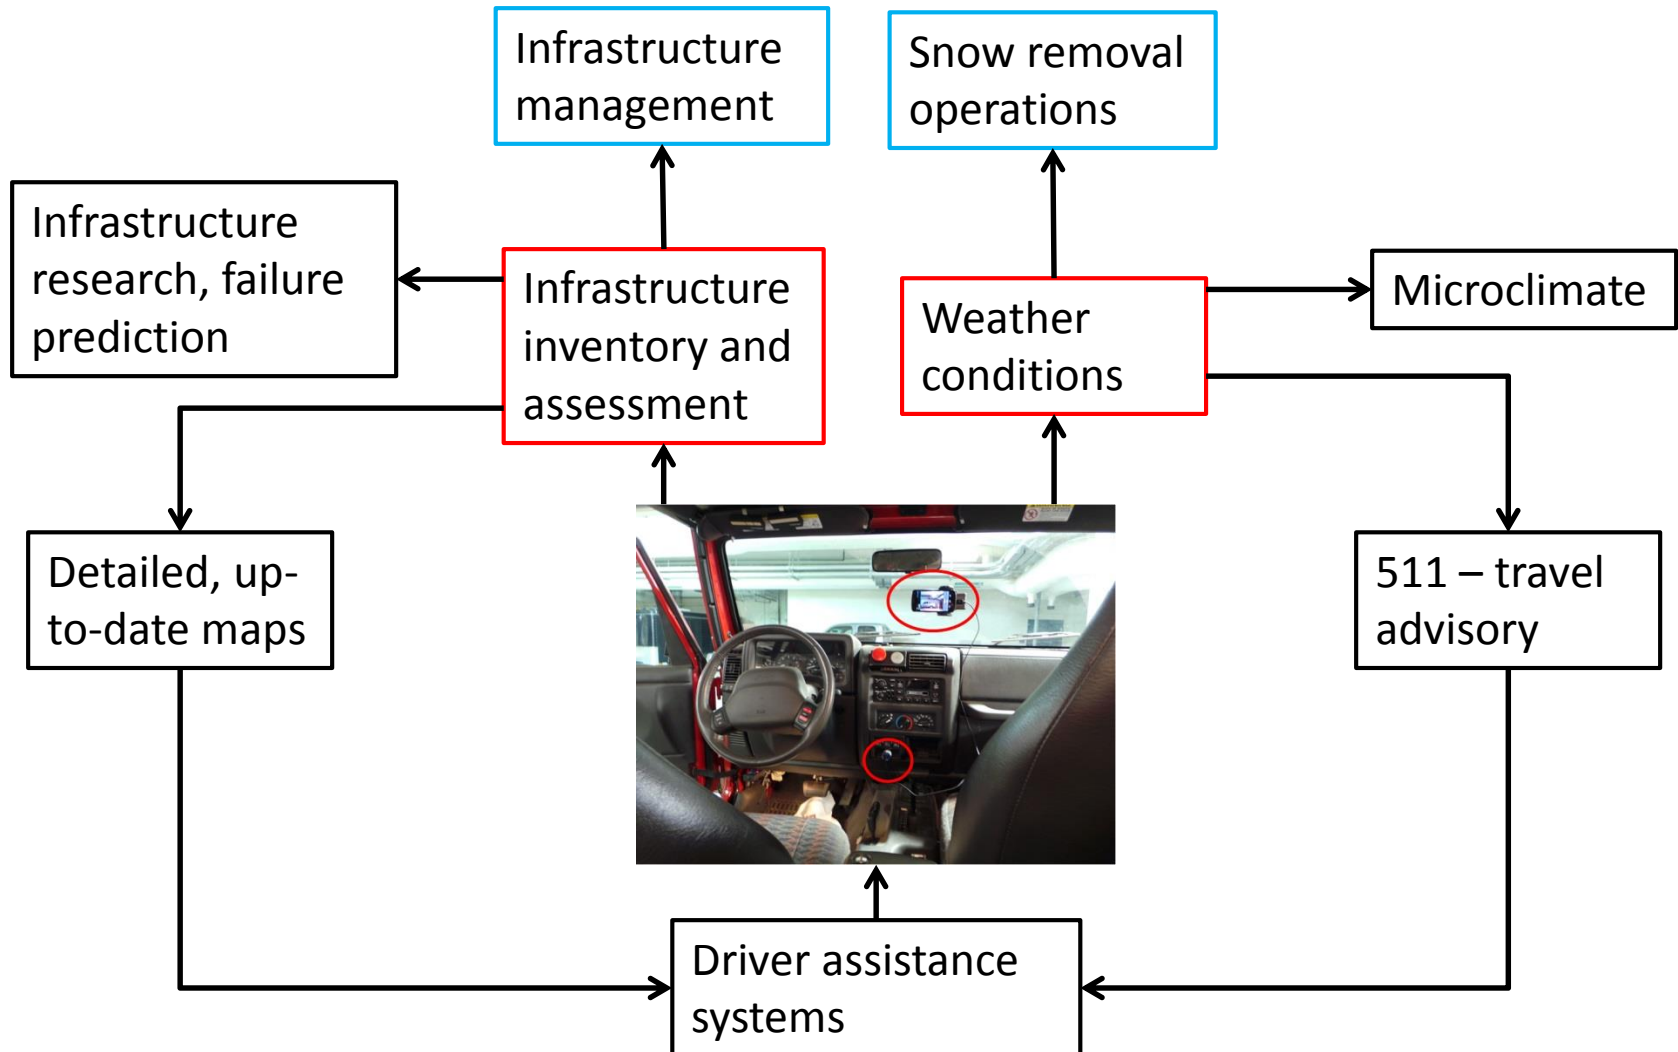 Infrastructure
management
Snow removal
operations
Infrastructure
research, failure
prediction
Infrastructure
inventory and
assessment
Weather
conditions
Microclimate
Detailed, up-
to-date maps
511 – travel
advisory
Driver assistance
systems